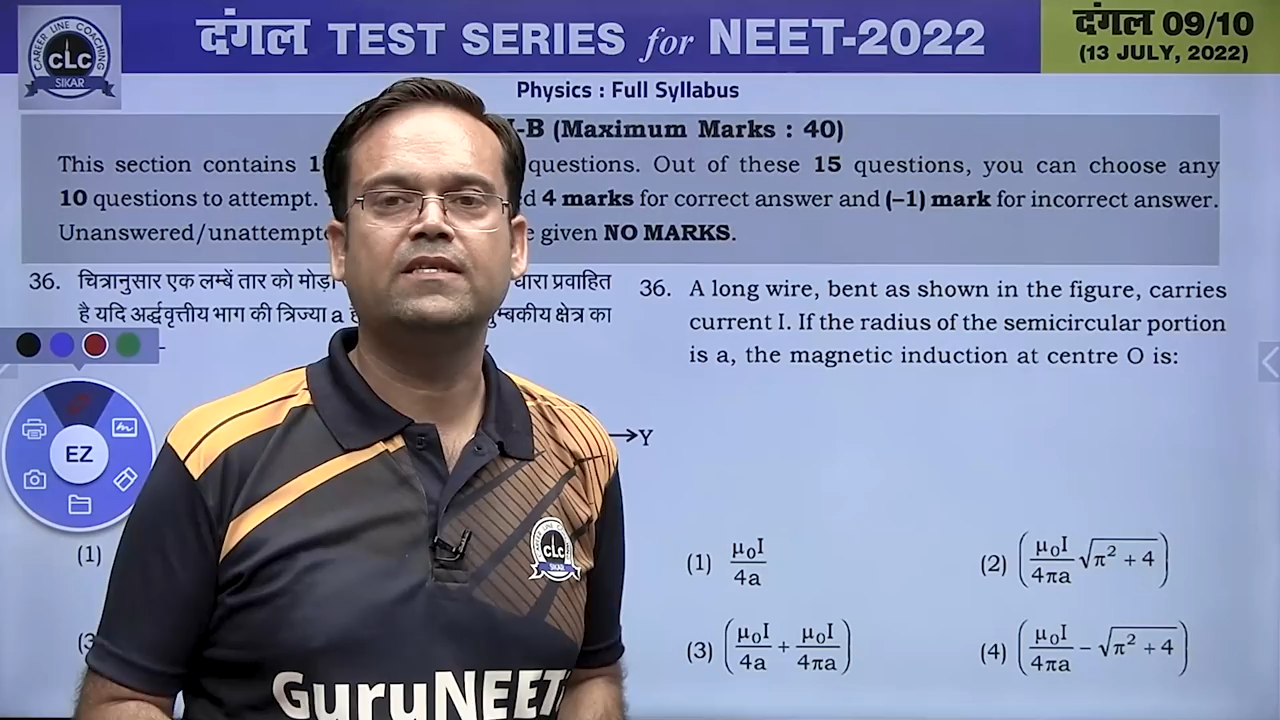 दंगल TEST SERIES for NEET-2022
दंगल 09/10
(13 JULY, 2022)
CAREER LINE COACHING
CLC
SIKAR
Physics : Full Syllabus
-B (Maximum Marks : 40)
This section contains questions. Out of these 15 questions, you can choose any
10 questions to attempt. 4 marks for correct answer and (–1) mark for incorrect answer.
Unanswered/ given NO MARKS.
36. चित्रानुसार एक लम्बें तार को धारा प्रवाहित
है यदि अर्द्धवृत्तीय भाग की त्रिज्या a क्षेत्र का
36. A long wire, bent as shown in the figure, carries
current I. If the radius of the semicircular portion
is a, the magnetic induction at centre O is:
EZ
Y
(1)
(1) μ₀I/4a
(2) (μ₀I/4πa √(π² + 4))
(3) (μ₀I/4a + μ₀I/4πa)
(4) (μ₀I/4πa − √(π² + 4))
CLC
SIKAR
GuruNEET